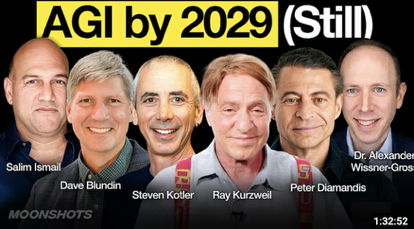 AGI by 2029 (Still)
Salim Ismail
Dave Blundin
Steven Kotler
Ray Kurzweil
Peter Diamandis
Dr. Alexander
Wissner-Gross
MOONSHOTS
1:32:52